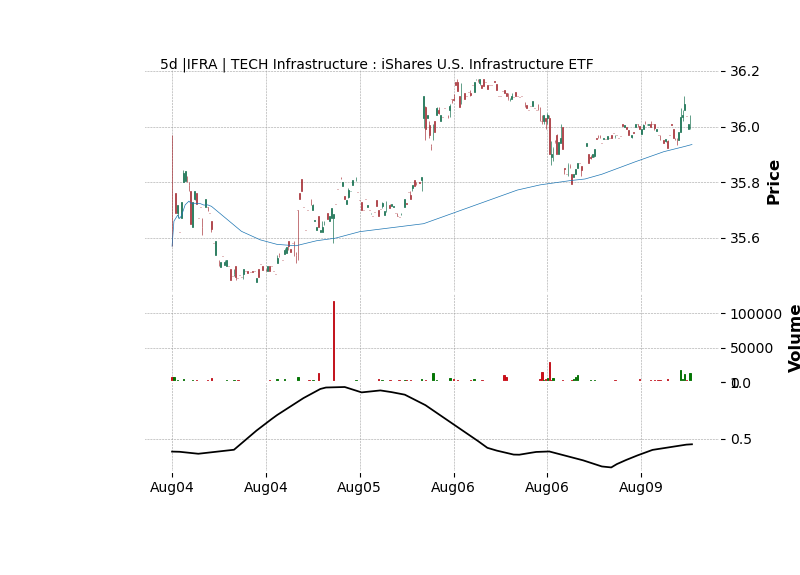 5d |IFRA | TECH Infrastructure : iShares U.S. Infrastructure ETF
36.2
36.0
35.8
35.6
Price
100000
50000
Volume
1.0
0.5
Aug04 Aug04 Aug05 Aug06 Aug06 Aug09